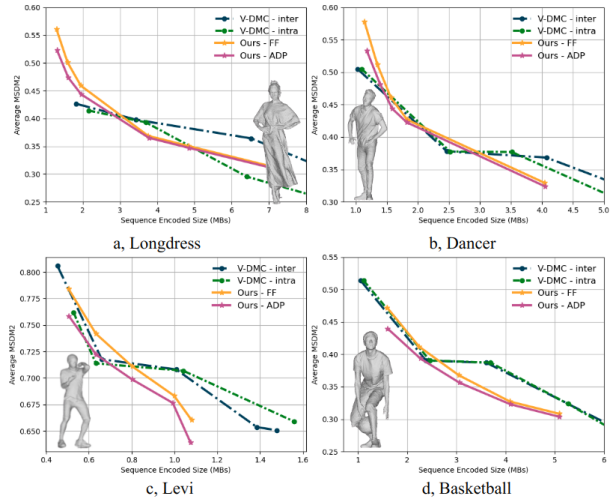 0.60
0.55
0.50
0.45
0.40
0.35
0.30
0.25
Average MSDM2
V-DMC - inter
V-DMC - intra
Ours - FF
Ours - ADP
1 2 3 4 5 6 7 8
Sequence Encoded Size (MBs)
a, Longdress
0.60
0.55
0.50
0.45
0.40
0.35
0.30
Average MSDM2
V-DMC - inter
V-DMC - intra
Ours - FF
Ours - ADP
1.0 1.5 2.0 2.5 3.0 3.5 4.0 4.5 5.0
Sequence Encoded Size (MBs)
b, Dancer
0.800
0.775
0.750
0.725
0.700
0.675
0.650
Average MSDM2
V-DMC - inter
V-DMC - intra
Ours - FF
Ours - ADP
0.4 0.6 0.8 1.0 1.2 1.4 1.6
Sequence Encoded Size (MBs)
c, Levi
0.55
0.50
0.45
0.40
0.35
0.30
0.25
Average MSDM2
V-DMC - inter
V-DMC - intra
Ours - FF
Ours - ADP
1 2 3 4 5 6
Sequence Encoded Size (MBs)
d, Basketball